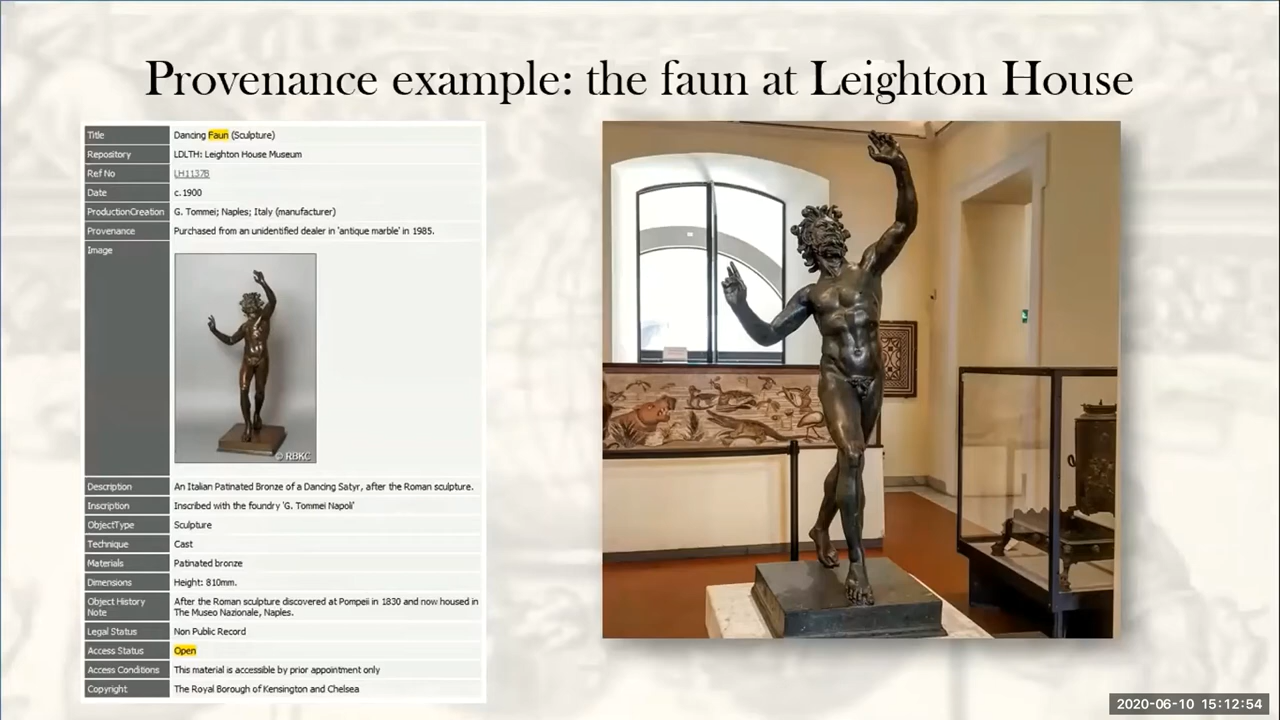 Provenance example: the faun at Leighton House
Title Dancing Faun (Sculpture)
Repository LDLTH: Leighton House Museum
Ref No LH1137B
Date c. 1900
ProductionCreation G. Tommei; Naples; Italy (manufacturer)
Provenance Purchased from an unidentified dealer in 'antique marble' in 1985.
Image
© RBKC
Description An Italian Patinated Bronze of a Dancing Satyr, after the Roman sculpture.
Inscription Inscribed with the foundry 'G. Tommei Napoli'
ObjectType Sculpture
Technique Cast
Materials Patinated bronze
Dimensions Height: 810mm.
Object History After the Roman sculpture discovered at Pompeii in 1830 and now housed in
Note The Museo Nazionale, Naples.
Legal Status Non Public Record
Access Status Open
Access Conditions This material is accessible by prior appointment only
Copyright The Royal Borough of Kensington and Chelsea
2020-06-10 15:12:54